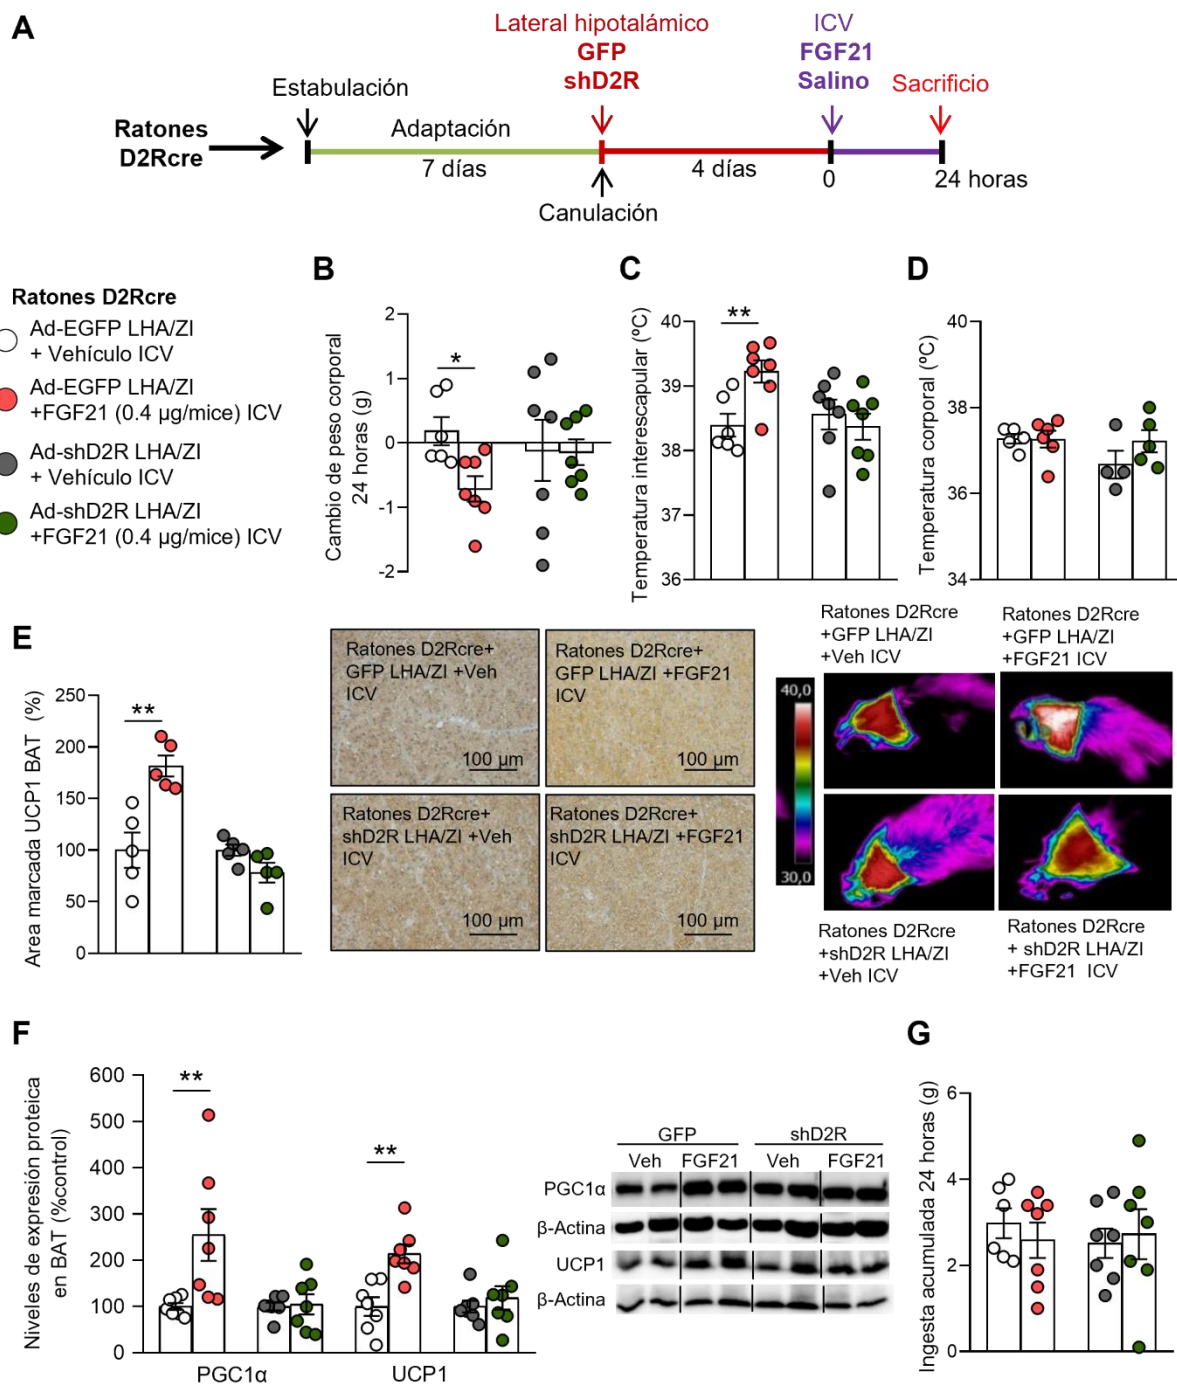 A
Lateral hipotalámico
GFP
shD2R
ICV
FGF21
Salino
Sacrificio
Estabulación
Ratones
D2Rcre
Adaptación
7 días
4 días
0
24 horas
Canulación
Ratones D2Rcre
Ad-EGFP LHA/ZI
+ Vehículo ICV
Ad-EGFP LHA/ZI
+FGF21 (0.4 µg/mice) ICV
Ad-shD2R LHA/ZI
+ Vehículo ICV
Ad-shD2R LHA/ZI
+FGF21 (0.4 µg/mice) ICV
B
Cambio de peso corporal
24 horas (g)
2
1
0
-1
-2
*
C
Temperatura interescapular (ºC)
40
39
38
37
36
**
D
Temperatura corporal (ºC)
40
38
36
34
E
Area marcada UCP1 BAT (%)
250
200
150
100
50
0
**
Ratones D2Rcre+
GFP LHA/ZI +Veh
ICV
100 µm
Ratones D2Rcre+
GFP LHA/ZI +FGF21
ICV
100 µm
Ratones D2Rcre+
shD2R LHA/ZI +Veh
ICV
100 µm
Ratones D2Rcre+
shD2R LHA/ZI +FGF21
ICV
100 µm
Ratones D2Rcre
+GFP LHA/ZI
+Veh ICV
Ratones D2Rcre
+GFP LHA/ZI
+FGF21 ICV
40,0
30,0
Ratones D2Rcre
+shD2R LHA/ZI
+Veh ICV
Ratones D2Rcre
+ shD2R LHA/ZI
+FGF21 ICV
F
Niveles de expresión proteica
en BAT (%control)
600
500
400
300
200
100
0
**
**
PGC1α
UCP1
GFP
shD2R
Veh
FGF21
Veh
FGF21
PGC1α
β-Actina
UCP1
β-Actina
G
Ingesta acumulada 24 horas (g)
6
4
2
0